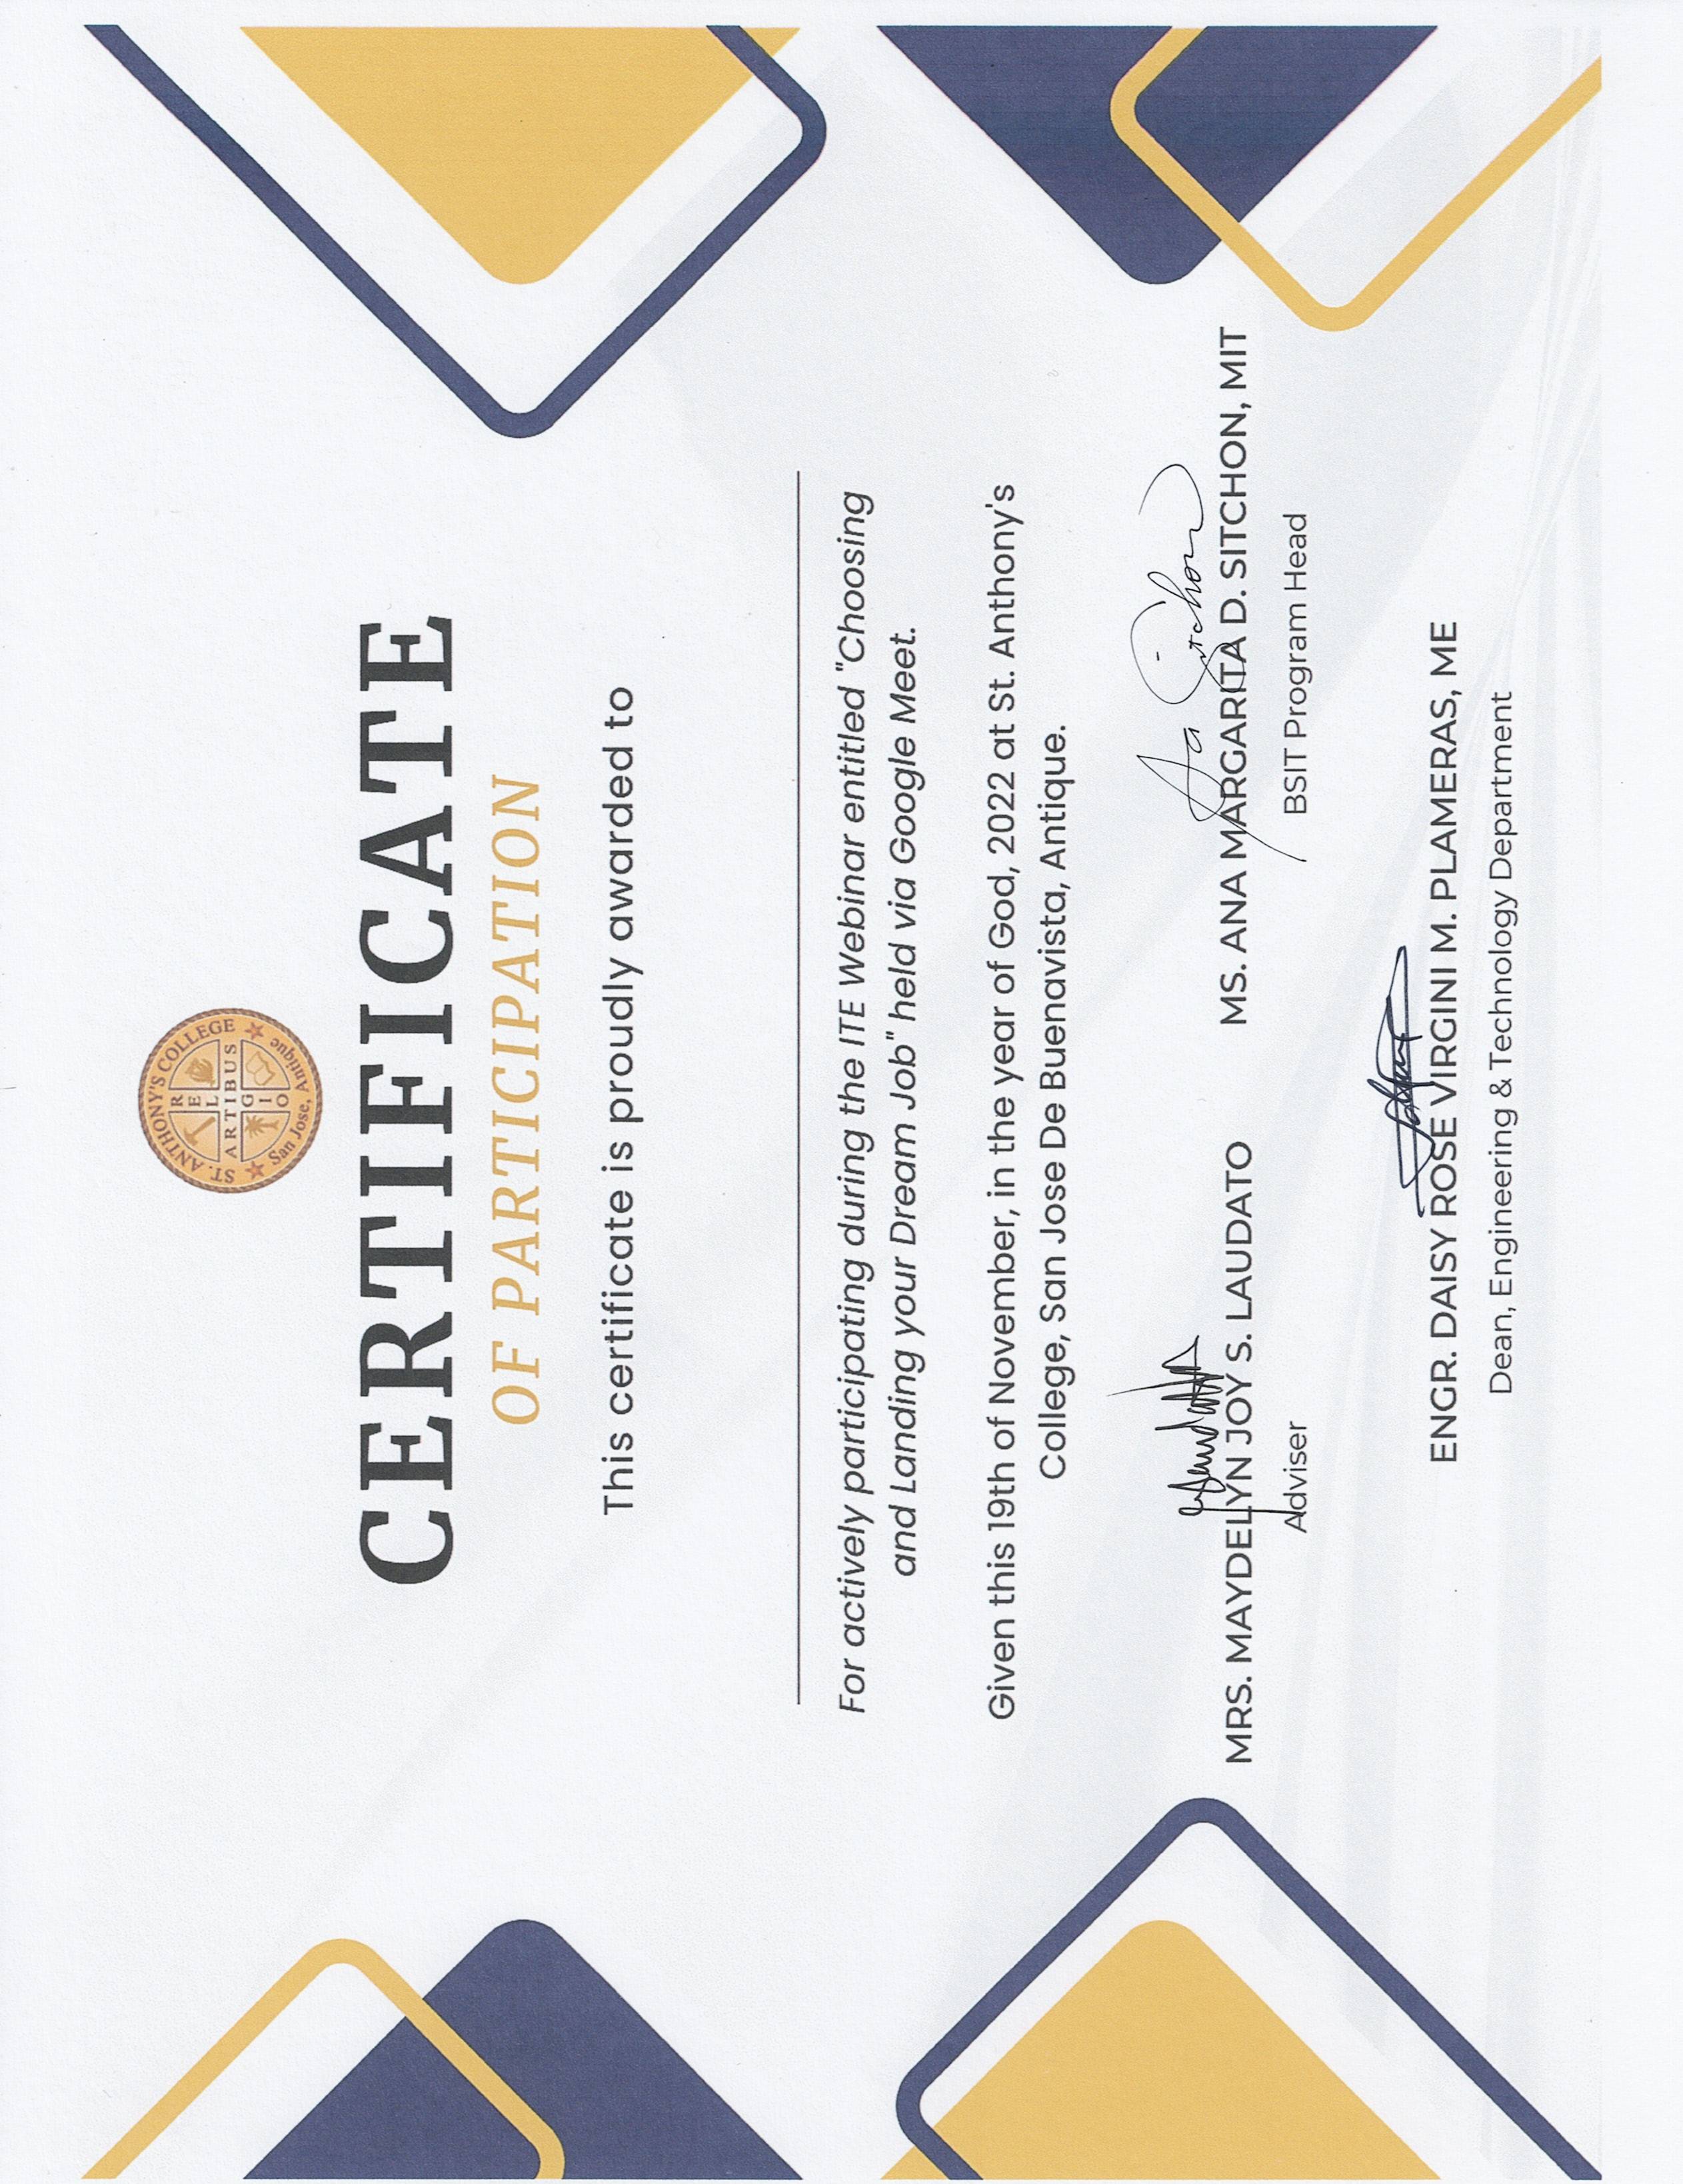 ST. ANTHONY'S COLLEGE
RELIGIO
ARTIBUS
San Jose, Antique
CERTIFICATE
OF PARTICIPATION
This certificate is proudly awarded to
For actively participating during the ITE Webinar entitled "Choosing
and Landing your Dream Job" held via Google Meet.
Given this 19th of November, in the year of God, 2022 at St. Anthony's
College, San Jose De Buenavista, Antique.
MRS. MAYDELYN JOY S. LAUDATO
Adviser
Sitchon
MS. ANA MARGARITA D. SITCHON, MIT
BSIT Program Head
ENGR. DAISY ROSE VIRGINI M. PLAMERAS, ME
Dean, Engineering & Technology Department